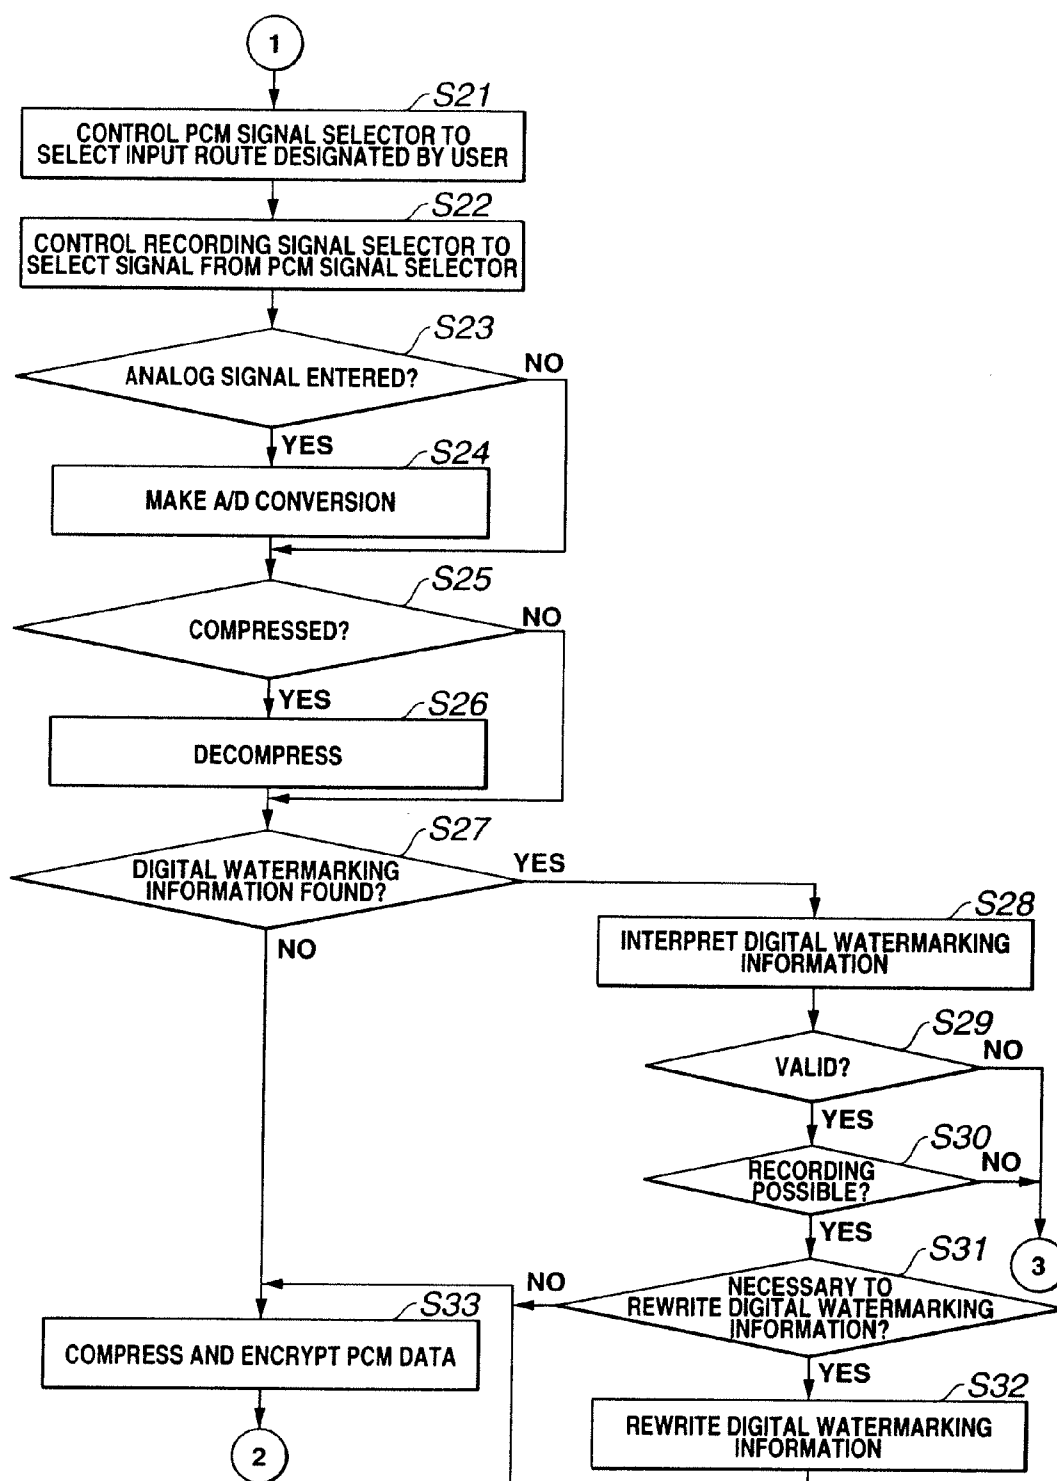 1
S21
CONTROL PCM SIGNAL SELECTOR TO
SELECT INPUT ROUTE DESIGNATED BY USER
S22
CONTROL RECORDING SIGNAL SELECTOR TO
SELECT SIGNAL FROM PCM SIGNAL SELECTOR
S23
ANALOG SIGNAL ENTERED?
NO
YES
S24
MAKE A/D CONVERSION
S25
COMPRESSED?
NO
YES
S26
DECOMPRESS
S27
DIGITAL WATERMARKING
INFORMATION FOUND?
YES
NO
S28
INTERPRET DIGITAL WATERMARKING
INFORMATION
S29
VALID?
NO
YES
S30
RECORDING
POSSIBLE?
NO
YES
3
S31
NECESSARY TO
REWRITE DIGITAL WATERMARKING
INFORMATION?
NO
YES
S32
REWRITE DIGITAL WATERMARKING
INFORMATION
S33
COMPRESS AND ENCRYPT PCM DATA
2